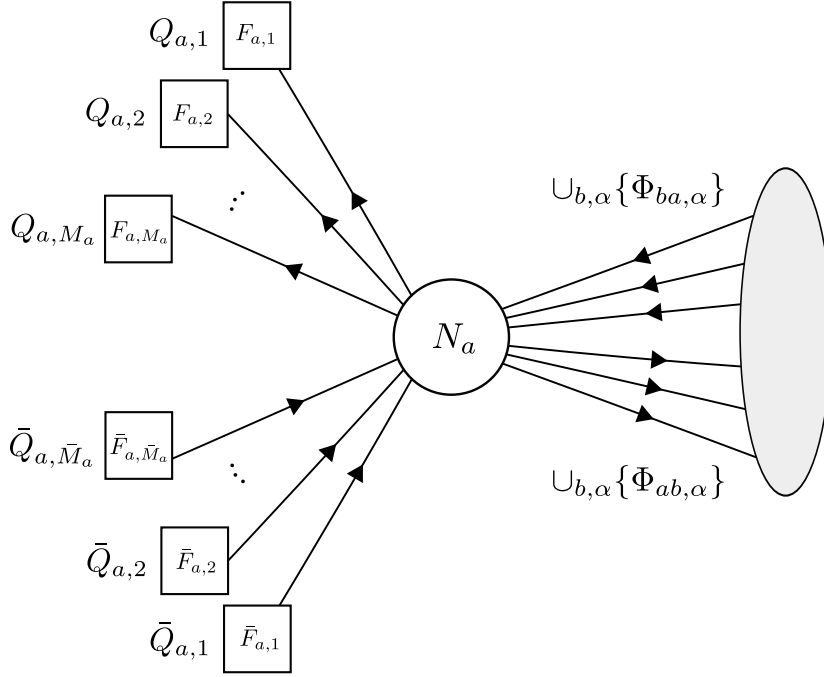 Q_{a,1} F_{a,1}
Q_{a,2} F_{a,2}
⋰
∪_{b,α}{Φ_{ba,α}}
Q_{a,M_a} F_{a,M_a}
N_a
Q̄_{a,M̄_a} F̄_{a,M̄_a}
⋱
∪_{b,α}{Φ_{ab,α}}
Q̄_{a,2} F̄_{a,2}
Q̄_{a,1} F̄_{a,1}